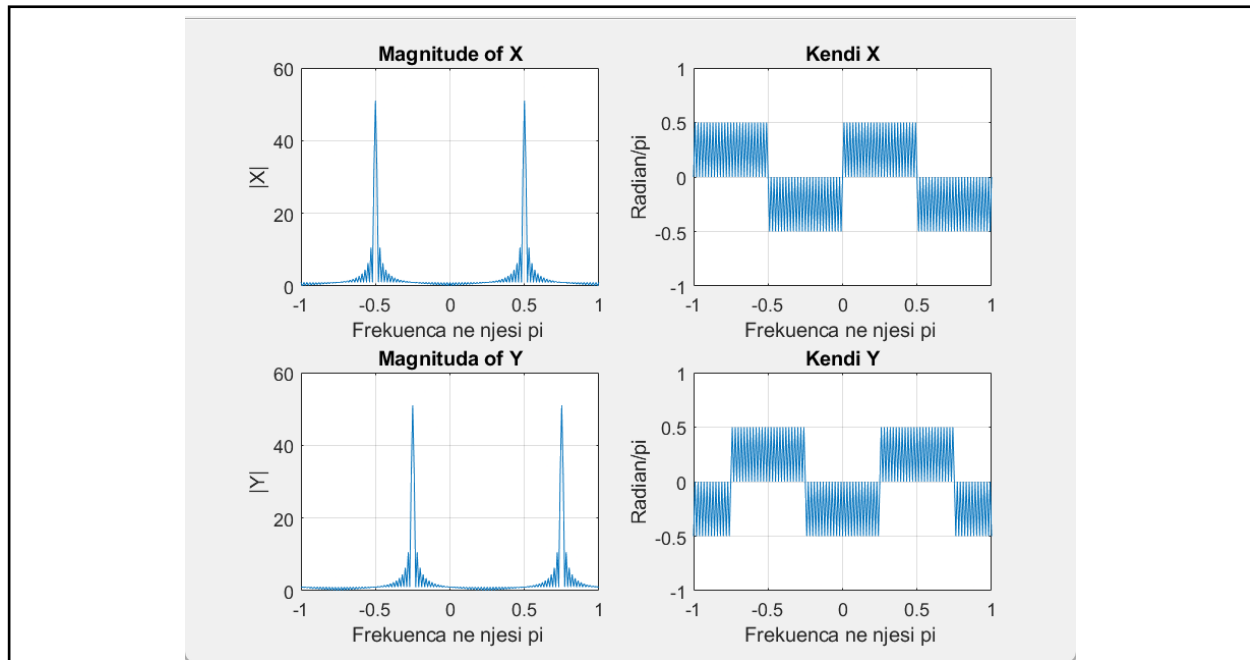 Magnitude of X
60
40
20
0
|X|
-1 -0.5 0 0.5 1
Frekuenca ne njesi pi
Kendi X
1
0.5
0
-0.5
-1
Radian/pi
-1 -0.5 0 0.5 1
Frekuenca ne njesi pi
Magnituda of Y
60
40
20
0
|Y|
-1 -0.5 0 0.5 1
Frekuenca ne njesi pi
Kendi Y
1
0.5
0
-0.5
-1
Radian/pi
-1 -0.5 0 0.5 1
Frekuenca ne njesi pi